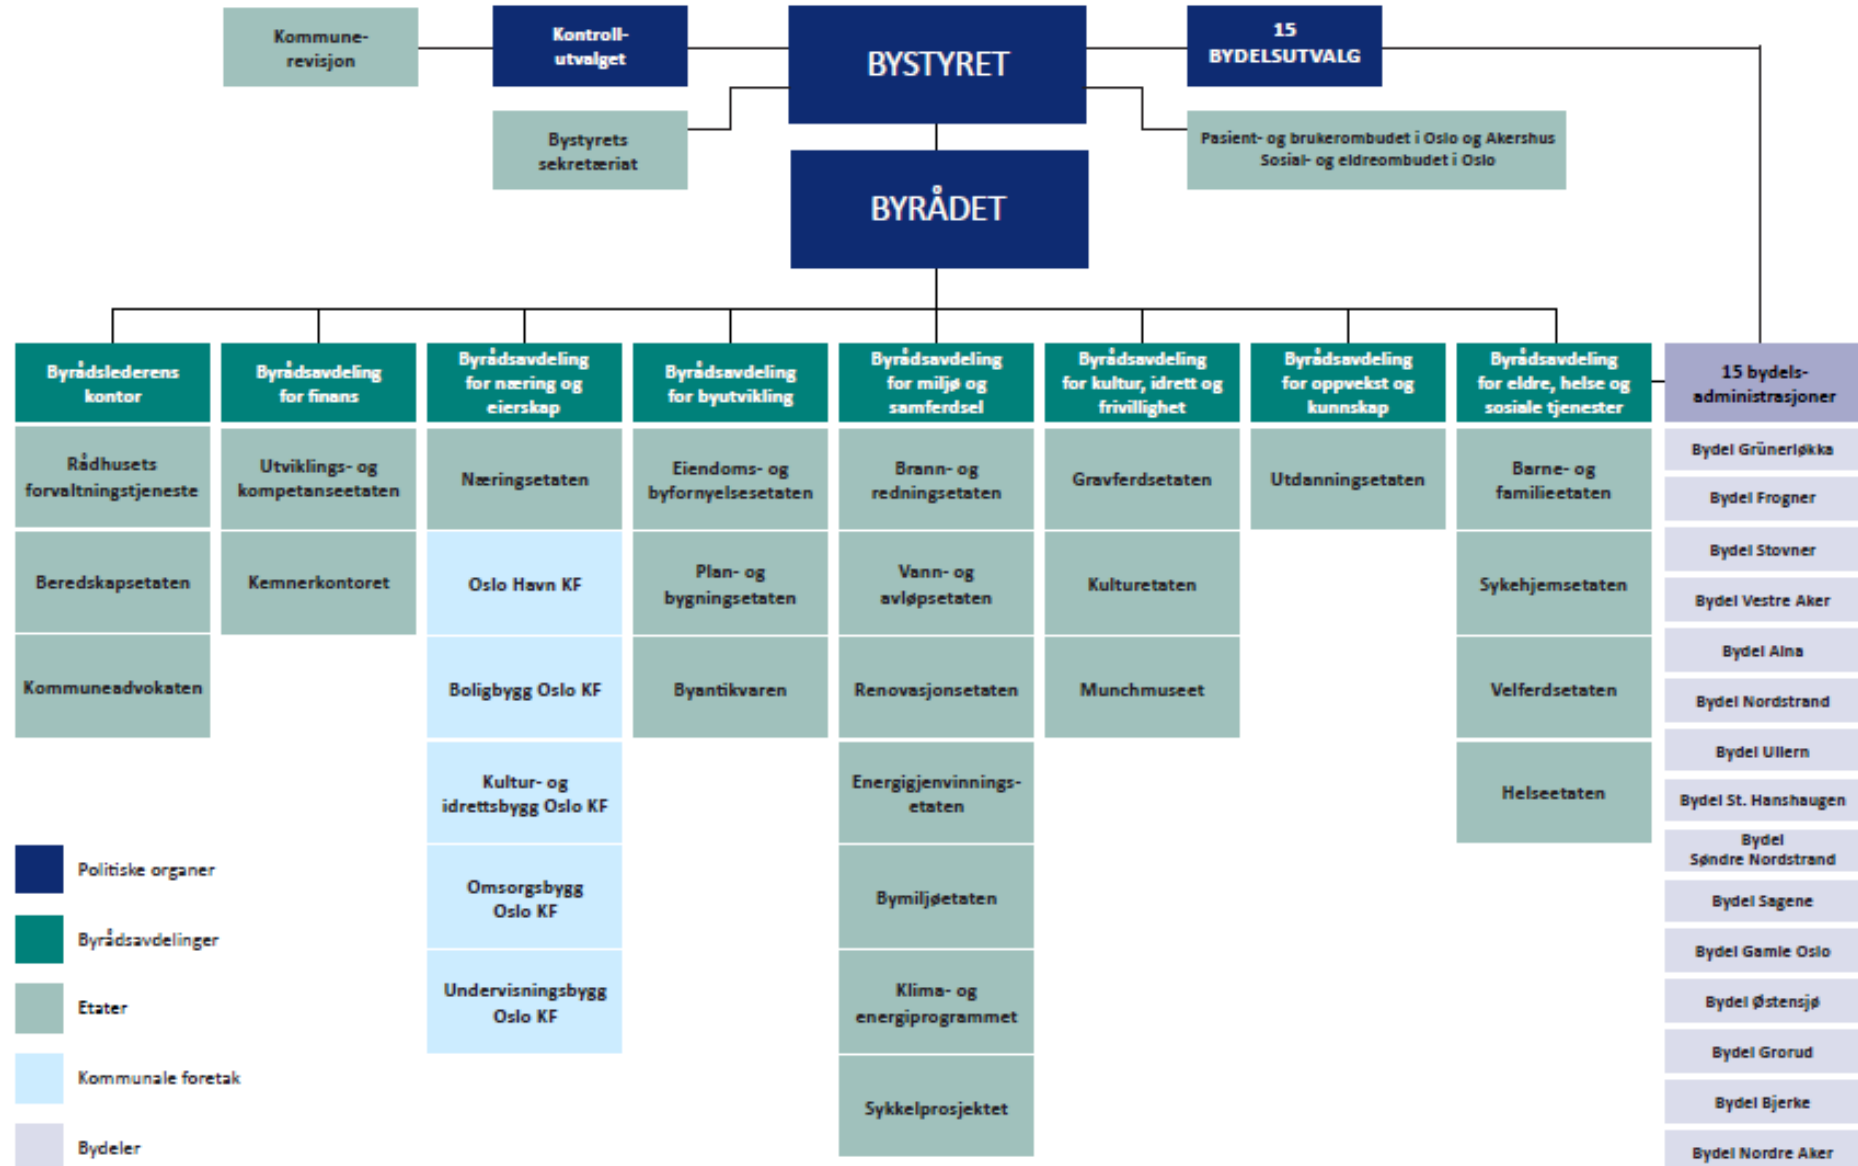 Kommune-
revisjon
Kontroll-
utvalget
BYSTYRET
15
BYDELSUTVALG
Bystyrets
sekretæriat
Pasient- og brukerombudet i Oslo og Akershus
Sosial- og eldreombudet i Oslo
BYRÅDET
Byrådslederens
kontor
Rådhusets
forvaltningstjeneste
Beredskapsetaten
Kommuneadvokaten
Byrådsavdeling
for finans
Utviklings- og
kompetanseetaten
Kemnerkontoret
Byrådsavdeling
for næring og
eierskap
Næringsetaten
Oslo Havn KF
Boligbygg Oslo KF
Kultur- og
idrettsbygg Oslo KF
Omsorgsbygg
Oslo KF
Undervisningsbygg
Oslo KF
Byrådsavdeling
for byutvikling
Eiendoms- og
byfornyelsesetaten
Plan- og
bygningsetaten
Byantikvaren
Byrådsavdeling
for miljø og
samferdsel
Brann- og
redningsetaten
Vann- og
avløpsetaten
Renovasjonsetaten
Energigjenvinnings-
etaten
Bymiljøetaten
Klima- og
energiprogrammet
Sykkelprosjektet
Byrådsavdeling
for kultur, idrett og
frivillighet
Gravferdsetaten
Kulturetaten
Munchmuseet
Byrådsavdeling
for oppvekst og
kunnskap
Utdanningsetaten
Byrådsavdeling
for eldre, helse og
sosiale tjenester
Barne- og
familieetaten
Sykehjemsetaten
Velferdsetaten
Helseetaten
15 bydels-
administrasjoner
Bydel Grünerløkka
Bydel Frogner
Bydel Stovner
Bydel Vestre Aker
Bydel Alna
Bydel Nordstrand
Bydel Ullern
Bydel St. Hanshaugen
Bydel
Søndre Nordstrand
Bydel Sagene
Bydel Gamle Oslo
Bydel Østensjø
Bydel Grorud
Bydel Bjerke
Bydel Nordre Aker
Politiske organer
Byrådsavdelinger
Etater
Kommunale foretak
Bydeler